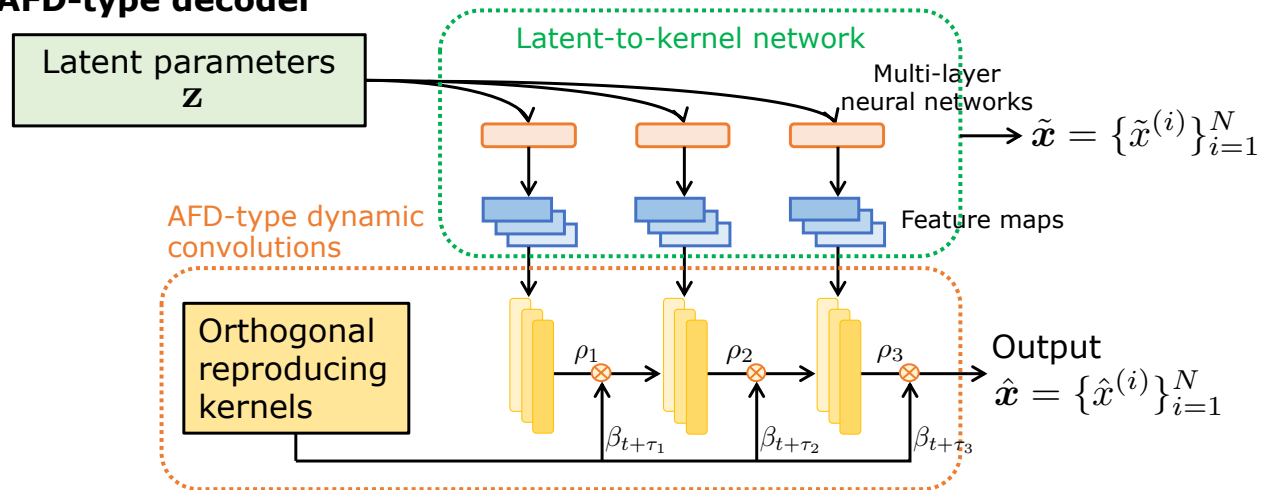 AFD-type decoder
Latent parameters
z
Latent-to-kernel network
Multi-layer
neural networks
x̃ = {x̃^{(i)}}_{i=1}^{N}
Feature maps
AFD-type dynamic
convolutions
Orthogonal
reproducing
kernels
ρ₁
ρ₂
ρ₃
β_{t+τ₁}
β_{t+τ₂}
β_{t+τ₃}
Output
x̂ = {x̂^{(i)}}_{i=1}^{N}